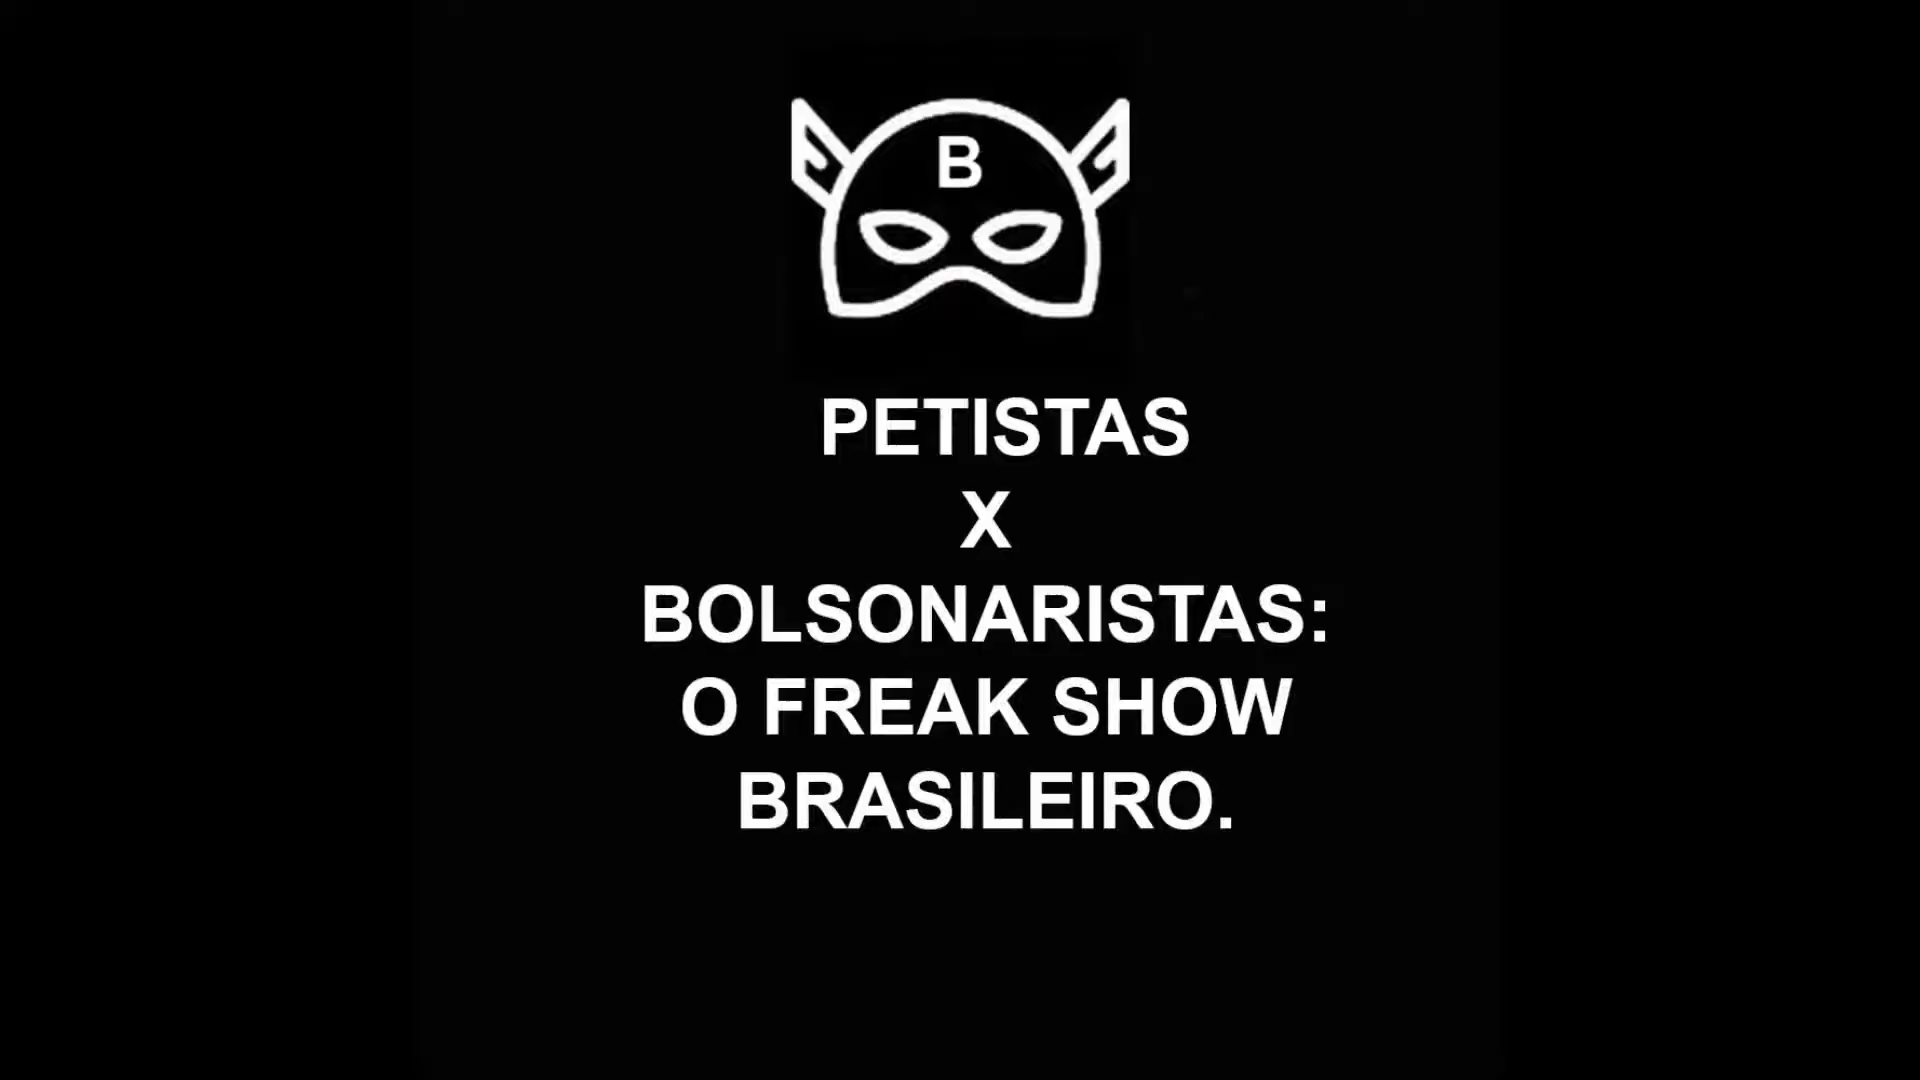 B
PETISTAS
X
BOLSONARISTAS:
O FREAK SHOW
BRASILEIRO.